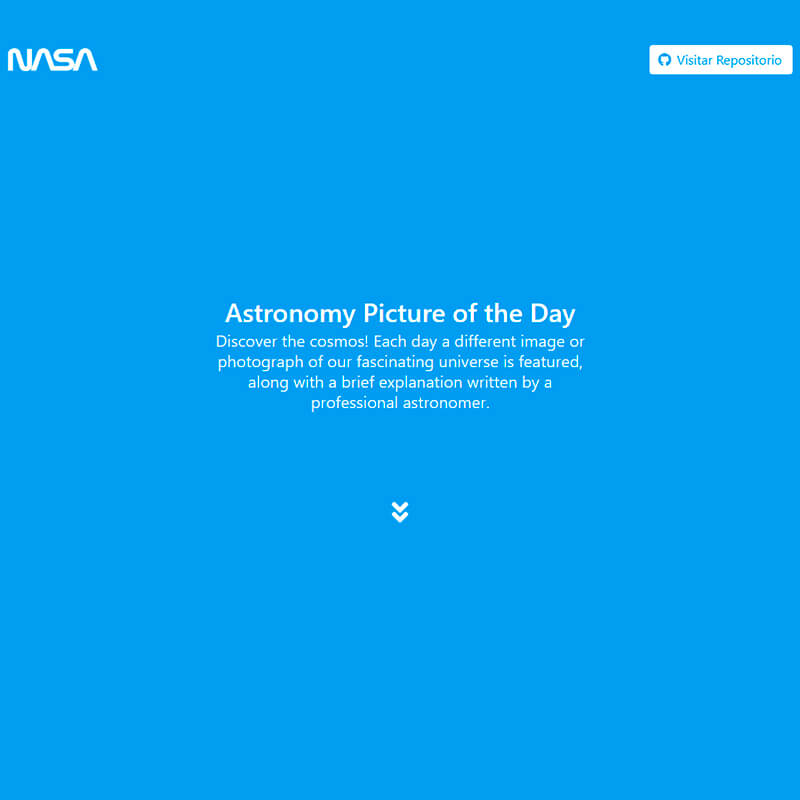 NASA
Visitar Repositorio
Astronomy Picture of the Day
Discover the cosmos! Each day a different image or
photograph of our fascinating universe is featured,
along with a brief explanation written by a
professional astronomer.